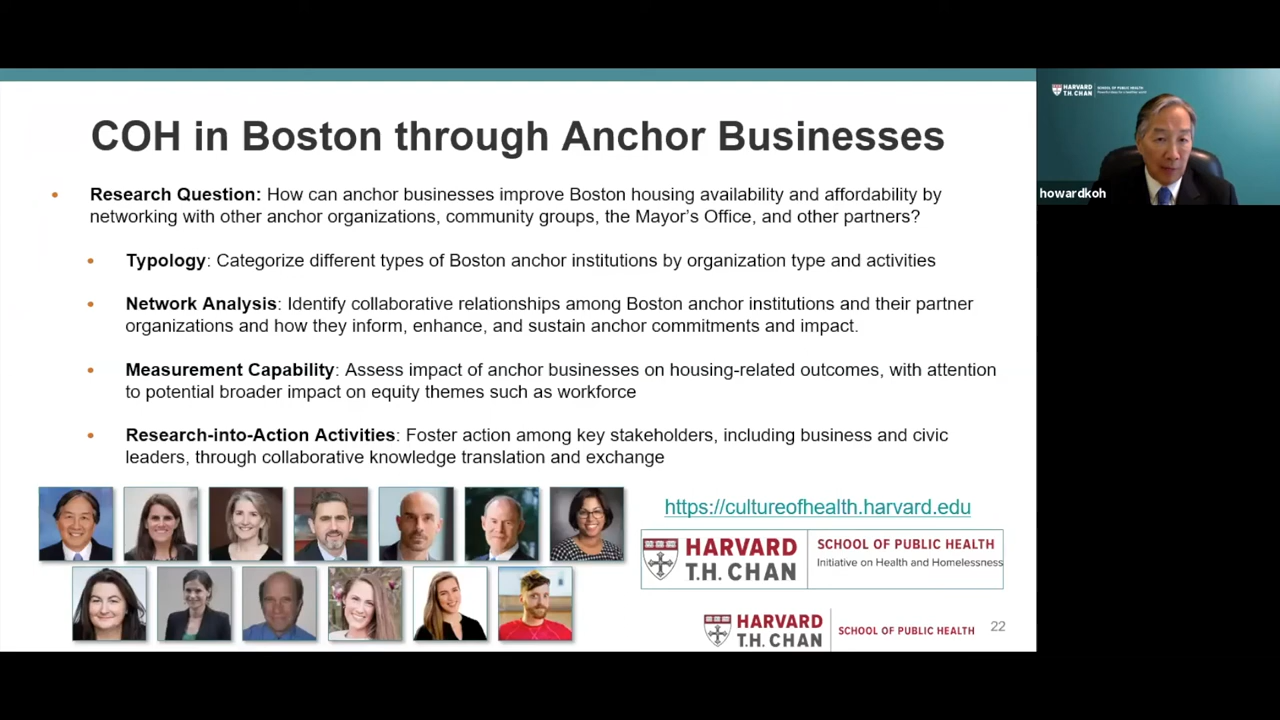 COH in Boston through Anchor Businesses
• Research Question: How can anchor businesses improve Boston housing availability and affordability by
networking with other anchor organizations, community groups, the Mayor's Office, and other partners?
• Typology: Categorize different types of Boston anchor institutions by organization type and activities
• Network Analysis: Identify collaborative relationships among Boston anchor institutions and their partner
organizations and how they inform, enhance, and sustain anchor commitments and impact.
• Measurement Capability: Assess impact of anchor businesses on housing-related outcomes, with attention
to potential broader impact on equity themes such as workforce
• Research-into-Action Activities: Foster action among key stakeholders, including business and civic
leaders, through collaborative knowledge translation and exchange
https://cultureofhealth.harvard.edu
HARVARD
T.H. CHAN
SCHOOL OF PUBLIC HEALTH
Initiative on Health and Homelessness
HARVARD
T.H. CHAN
SCHOOL OF PUBLIC HEALTH
22
HARVARD
T.H. CHAN
SCHOOL OF PUBLIC HEALTH
howardkoh